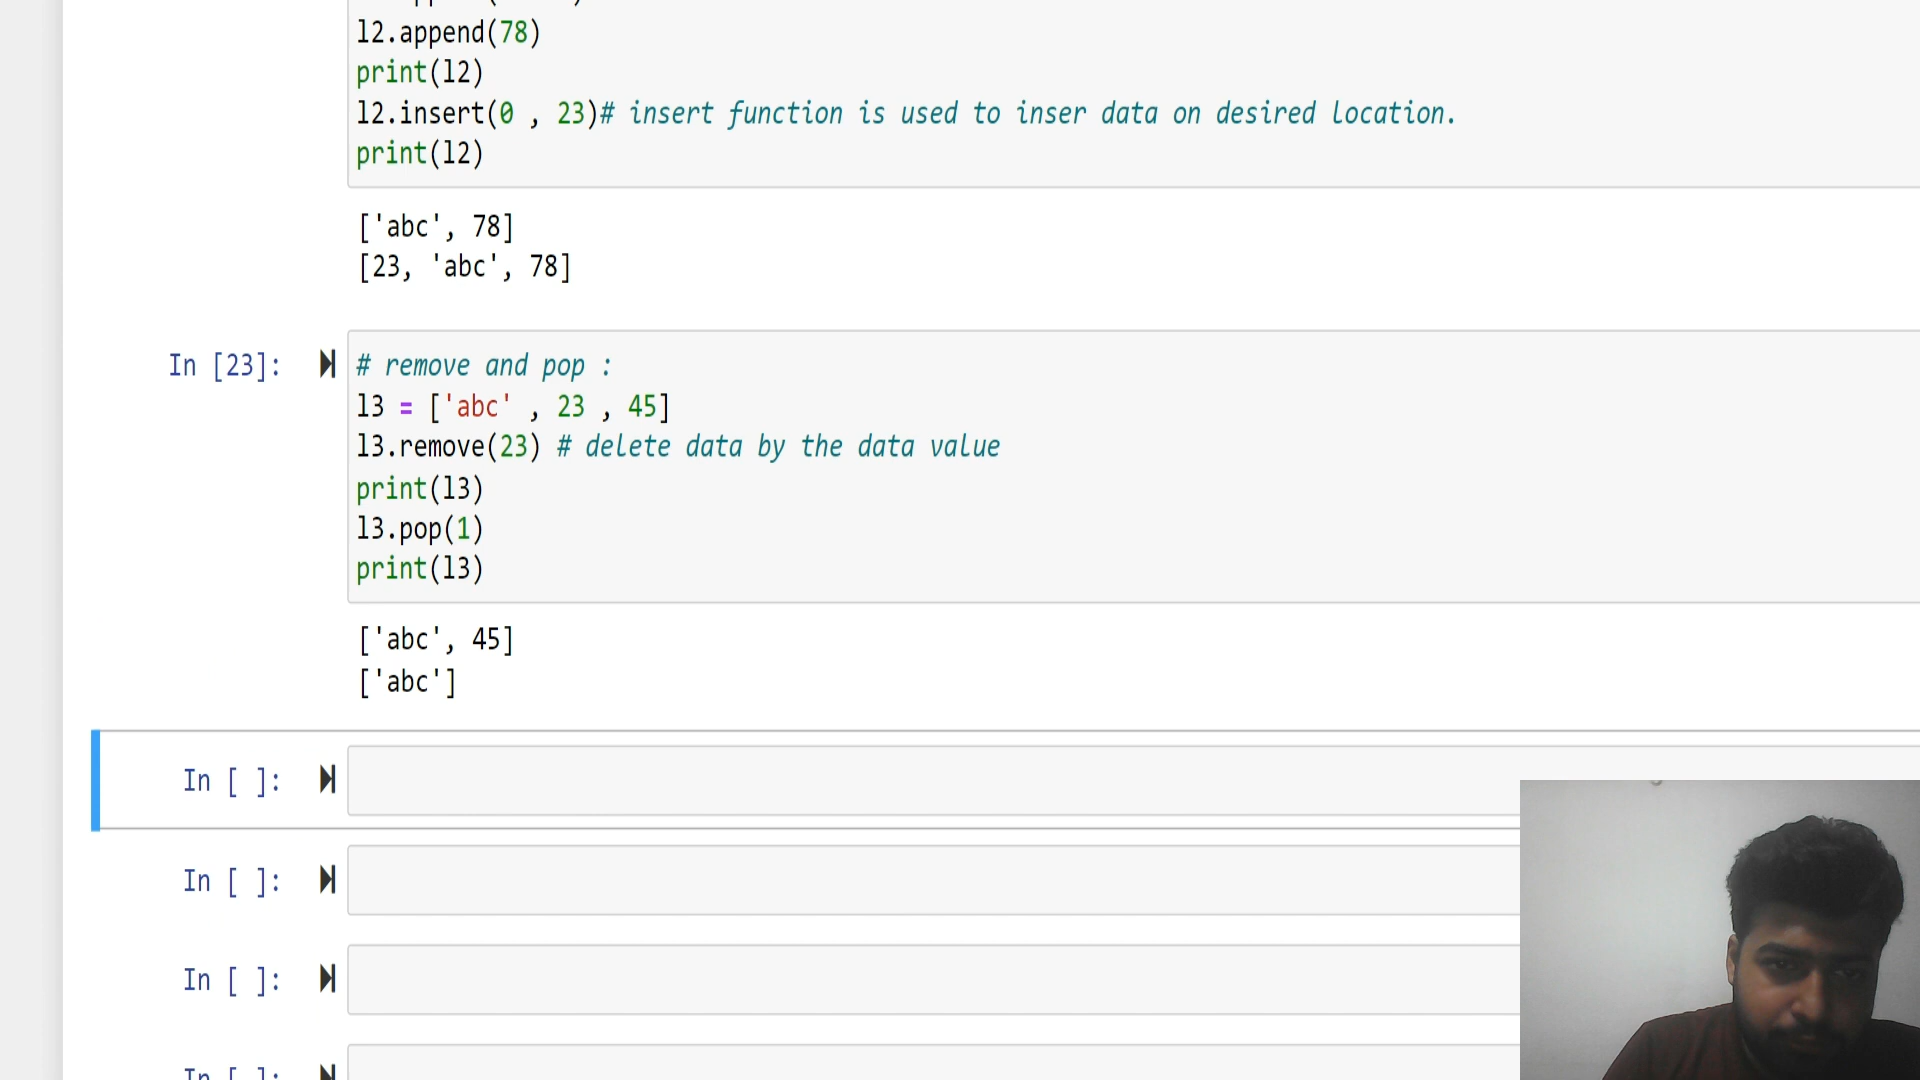 l2.append(78)
print(l2)
l2.insert(0 , 23)# insert function is used to inser data on desired location.
print(l2)
['abc', 78]
[23, 'abc', 78]
In [23]:
# remove and pop :
l3 = ['abc' , 23 , 45]
l3.remove(23) # delete data by the data value
print(l3)
l3.pop(1)
print(l3)
['abc', 45]
['abc']
In [ ]:
In [ ]:
In [ ]:
In [ ]: